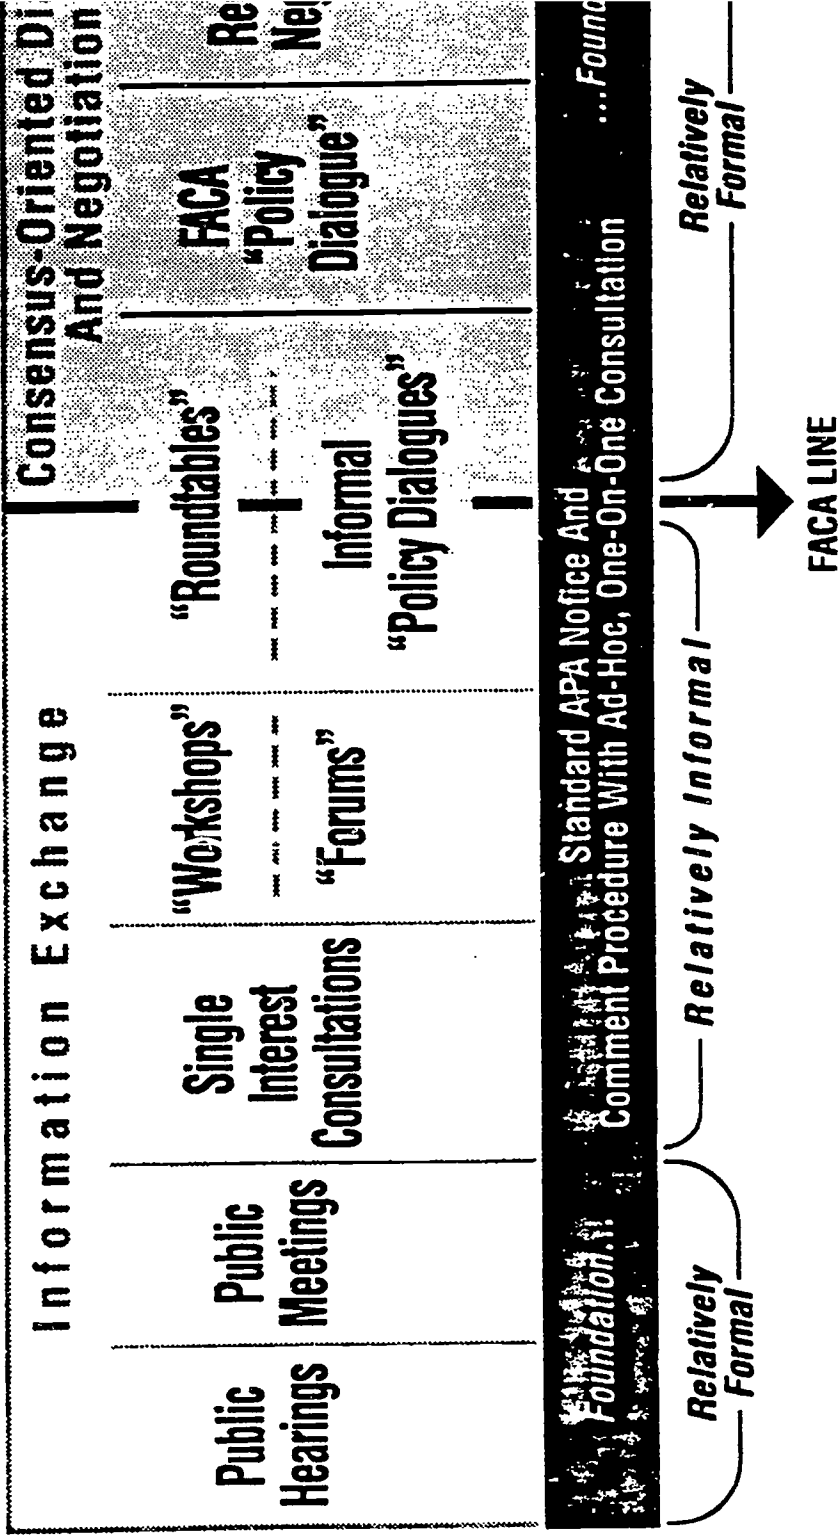 Information Exchange
Consensus-Oriented Di
And Negotiation
Public
Hearings
Public
Meetings
Single
Interest
Consultations
“Workshops”
“Forums”
“Roundtables”
Informal
“Policy Dialogues”
FACA
“Policy
Dialogue”
Re
Neg
Foundation...
Standard APA Notice And
Comment Procedure With Ad-Hoc, One-On-One Consultation
...Found
Relatively
Formal
Relatively Informal
Relatively
Formal
FACA LINE